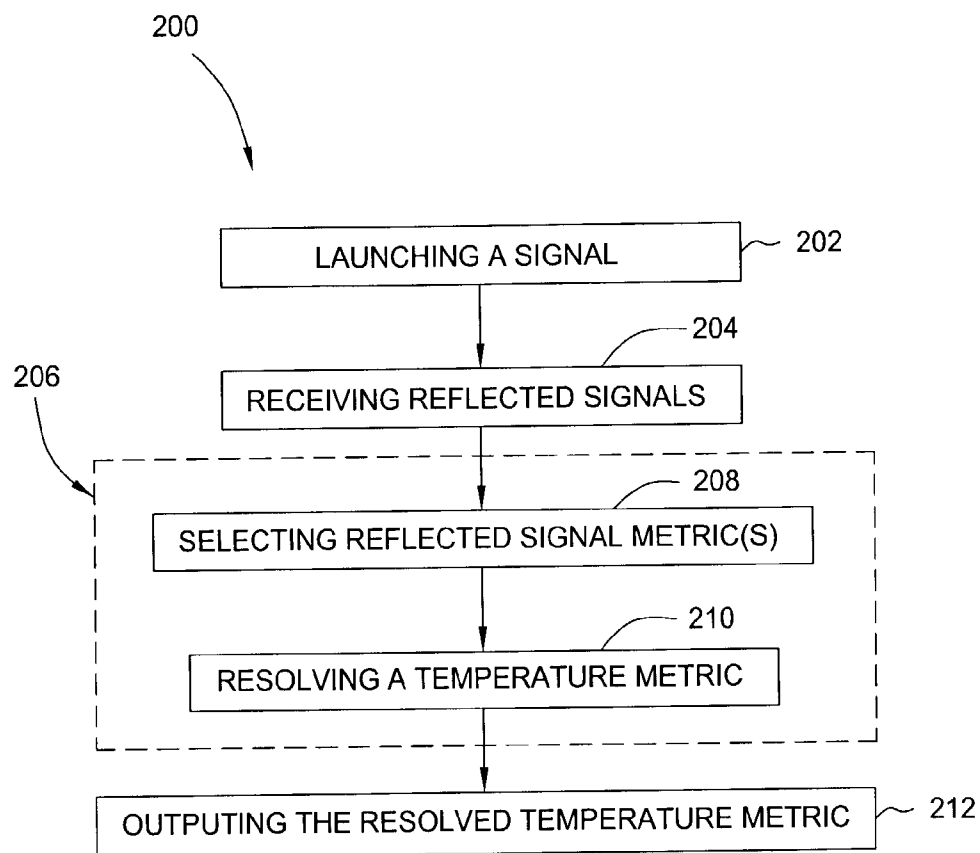 200
LAUNCHING A SIGNAL
202
204
RECEIVING REFLECTED SIGNALS
206
208
SELECTING REFLECTED SIGNAL METRIC(S)
210
RESOLVING A TEMPERATURE METRIC
OUTPUTING THE RESOLVED TEMPERATURE METRIC
212